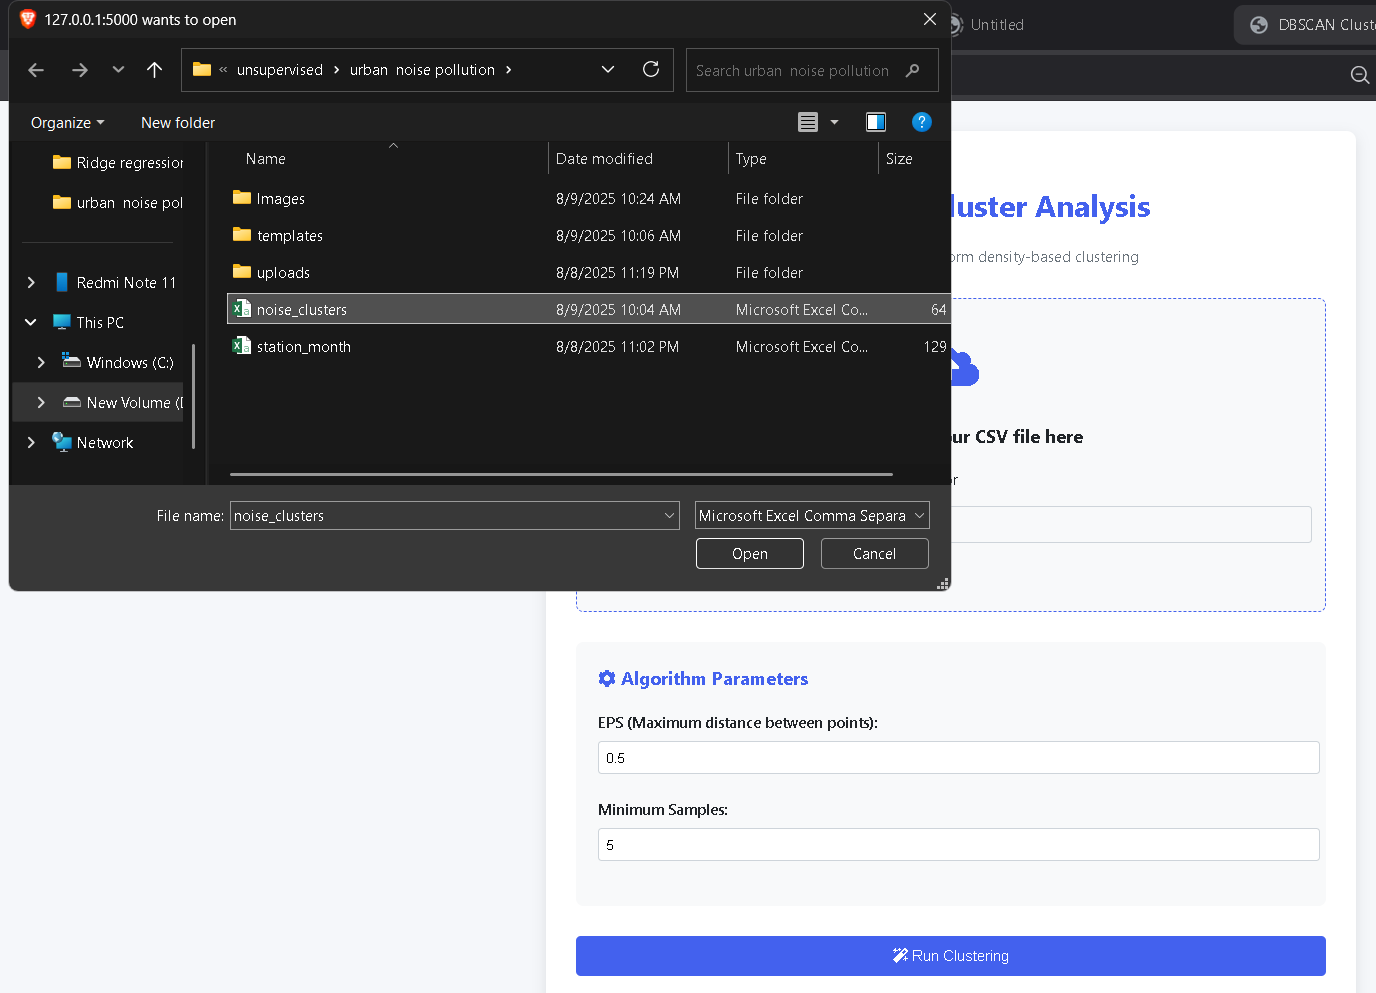 127.0.0.1:5000 wants to open
Untitled
DBSCAN Clust
« unsupervised › urban noise pollution ›
Search urban noise pollution
Organize
New folder
?
Ridge regression
urban noise pol
Redmi Note 11
This PC
Windows (C:)
New Volume (
Network
Name Date modified Type Size
Images 8/9/2025 10:24 AM File folder
templates 8/9/2025 10:06 AM File folder
uploads 8/8/2025 11:19 PM File folder
noise_clusters 8/9/2025 10:04 AM Microsoft Excel Co... 64
station_month 8/8/2025 11:02 PM Microsoft Excel Co... 129
File name: noise_clusters
Microsoft Excel Comma Separa
Open
Cancel
luster Analysis
orm density-based clustering
ur CSV file here
or
Algorithm Parameters
EPS (Maximum distance between points):
0.5
Minimum Samples:
5
Run Clustering